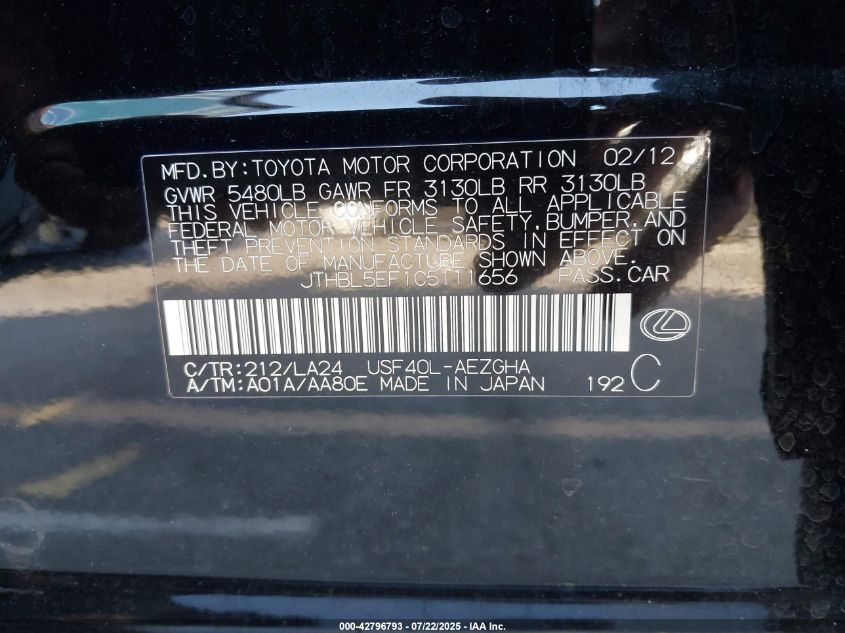 MFD.BY:TOYOTA MOTOR CORPORATION 02/12
GVWR 5480LB GAWR FR 3130LB RR 3130LB
THIS VEHICLE CONFORMS TO ALL APPLICABLE
FEDERAL MOTOR VEHICLE SAFETY,BUMPER,AND
THEFT PREVENTION STANDARDS IN EFFECT ON
THE DATE OF MANUFACTURE SHOWN ABOVE.
JTHBL5EF1C5111656 PASS.CAR
C/TR:212/LA24 USF40L-AEZGHA
A/TM:A01A/AA80E MADE IN JAPAN 192 C
000-42796793 - 07/22/2025 - IAA Inc.